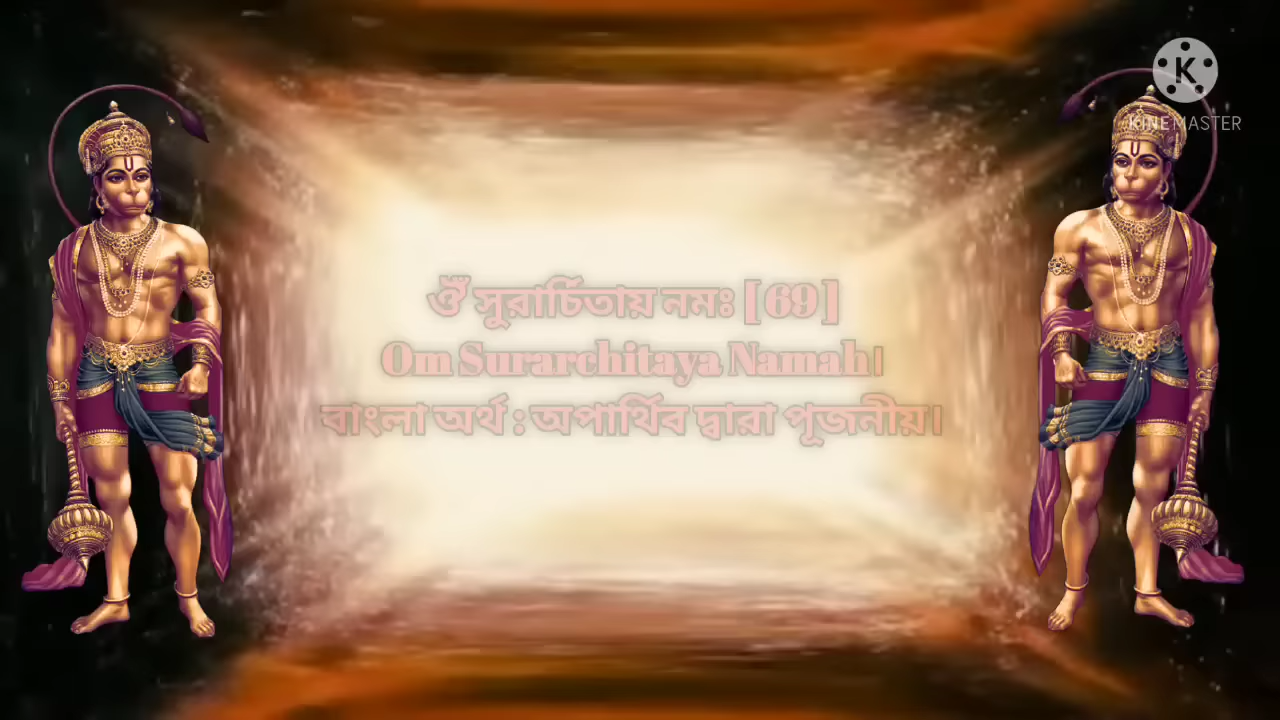 ওঁ সুরার্চিতায় নমঃ [ 69 ]
Om Surarchitaya Namah।
বাংলা অর্থ : অপার্থিব দ্বারা পূজনীয়।
K
KINEMASTER